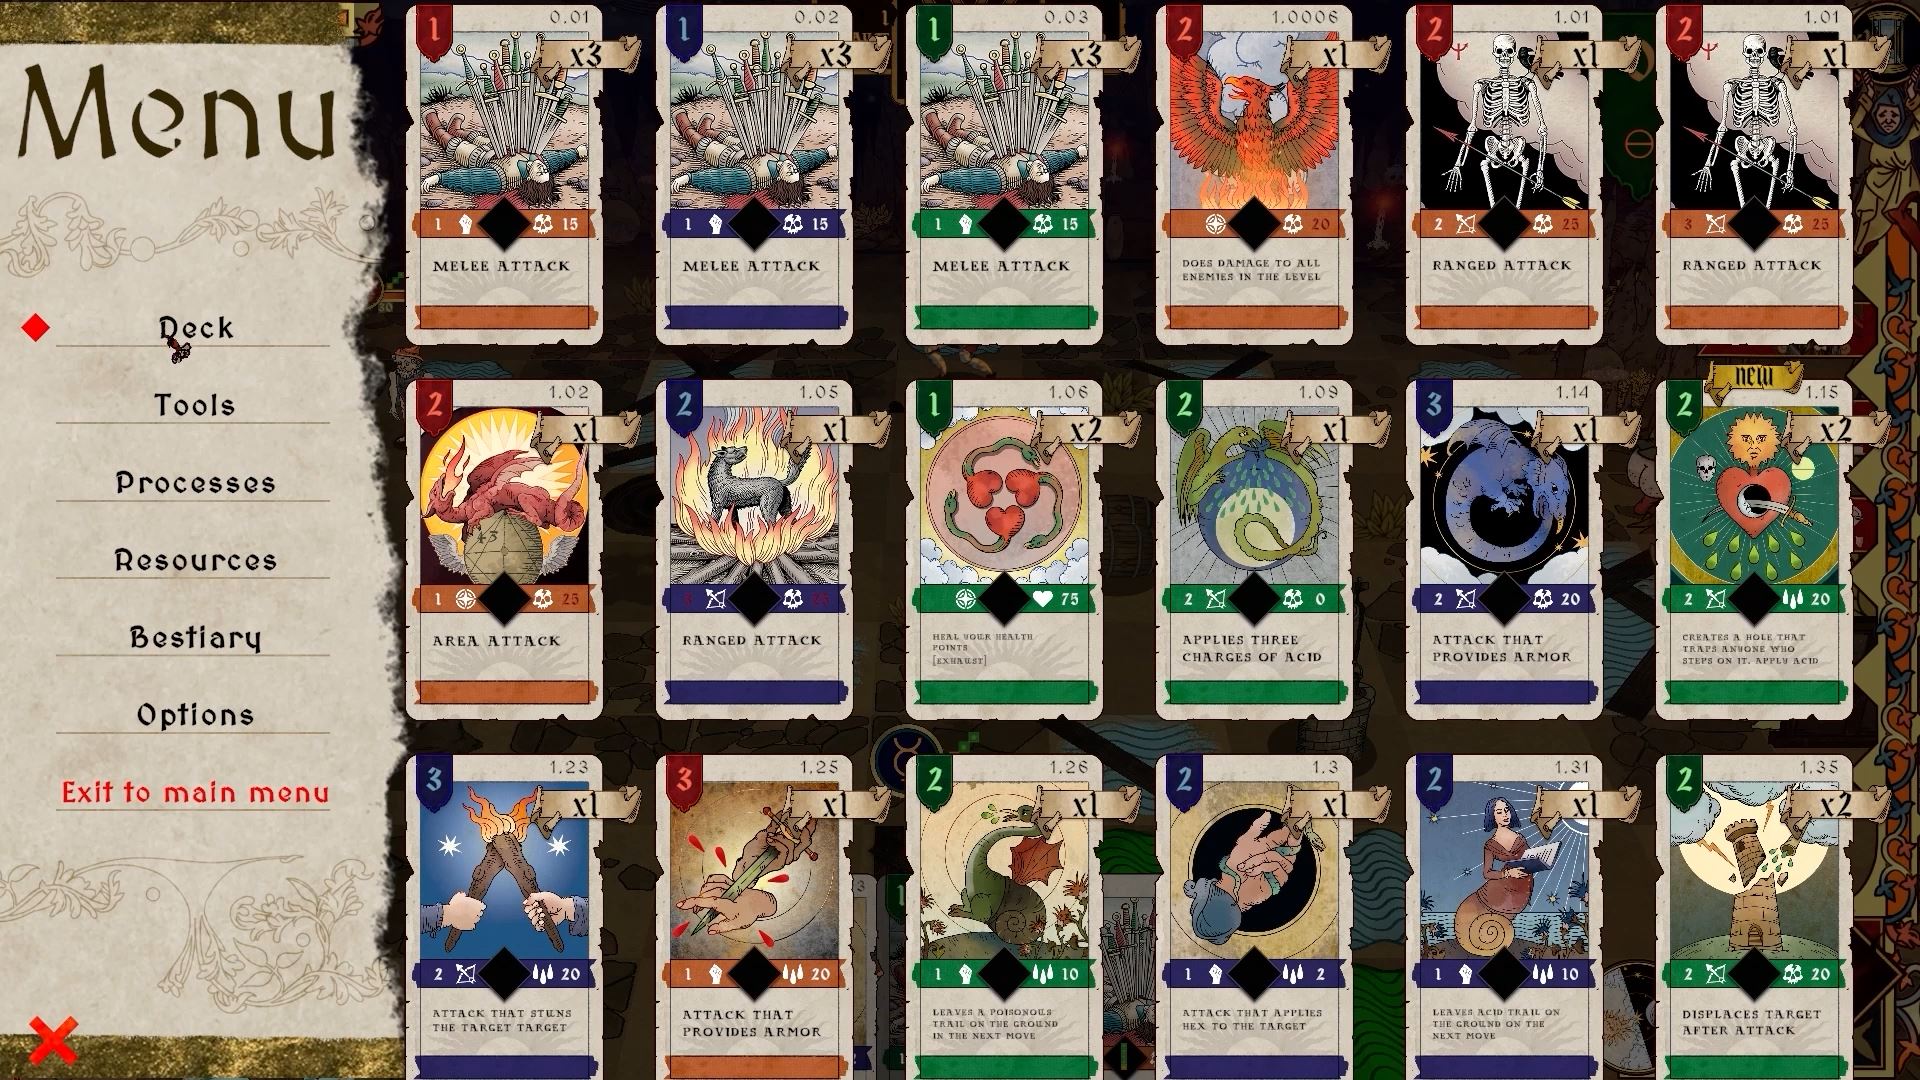 Menu
Deck
Tools
Processes
Resources
Bestiary
Options
Exit to main menu
1 0.01
x3
1 15
MELEE ATTACK
1 0.02
x3
1 15
MELEE ATTACK
1 0.03
x3
1 15
MELEE ATTACK
2 1.0006
x1
20
DOES DAMAGE TO ALL
ENEMIES IN THE LEVEL
2 1.01
x1
2 25
RANGED ATTACK
2 1.01
x1
3 25
RANGED ATTACK
2 1.02
x1
43
1 25
AREA ATTACK
2 1.05
x1
3 25
RANGED ATTACK
1 1.06
x2
75
HEAL YOUR HEALTH
POINTS
[EXHAUST]
2 1.09
x1
2 0
APPLIES THREE
CHARGES OF ACID
3 1.14
x1
2 20
ATTACK THAT
PROVIDES ARMOR
new
2 1.15
x2
2 20
CREATES A HOLE THAT
TRAPS ANYONE WHO
STEPS ON IT. APPLY ACID
3 1.23
x1
2 20
ATTACK THAT STUNS
THE TARGET TARGET
3 1.25
x1
1 20
ATTACK THAT
PROVIDES ARMOR
2 1.26
x1
1 10
LEAVES A POISONOUS
TRAIL ON THE GROUND
IN THE NEXT MOVE
2 1.3
x1
1 2
ATTACK THAT APPLIES
HEX TO THE TARGET
2 1.31
x1
1 10
LEAVES ACID TRAIL ON
THE GROUND ON THE
NEXT MOVE
2 1.35
x2
2 20
DISPLACES TARGET
AFTER ATTACK